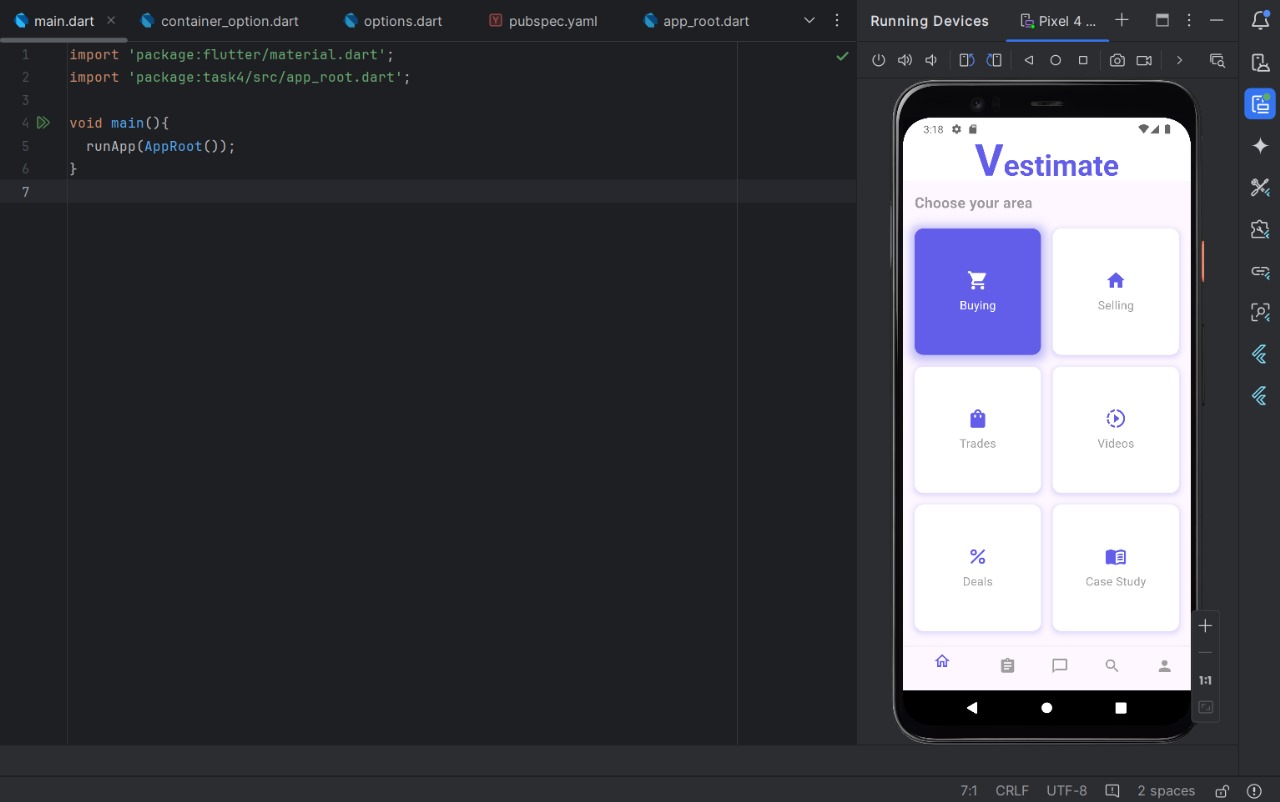 main.dart container_option.dart options.dart pubspec.yaml app_root.dart
Running Devices Pixel 4 ...
1 import 'package:flutter/material.dart';
2 import 'package:task4/src/app_root.dart';
3
4 void main(){
5 runApp(AppRoot());
6 }
7
3:18
Vestimate
Choose your area
Buying Selling
Trades Videos
Deals Case Study
1:1
7:1 CRLF UTF-8 2 spaces